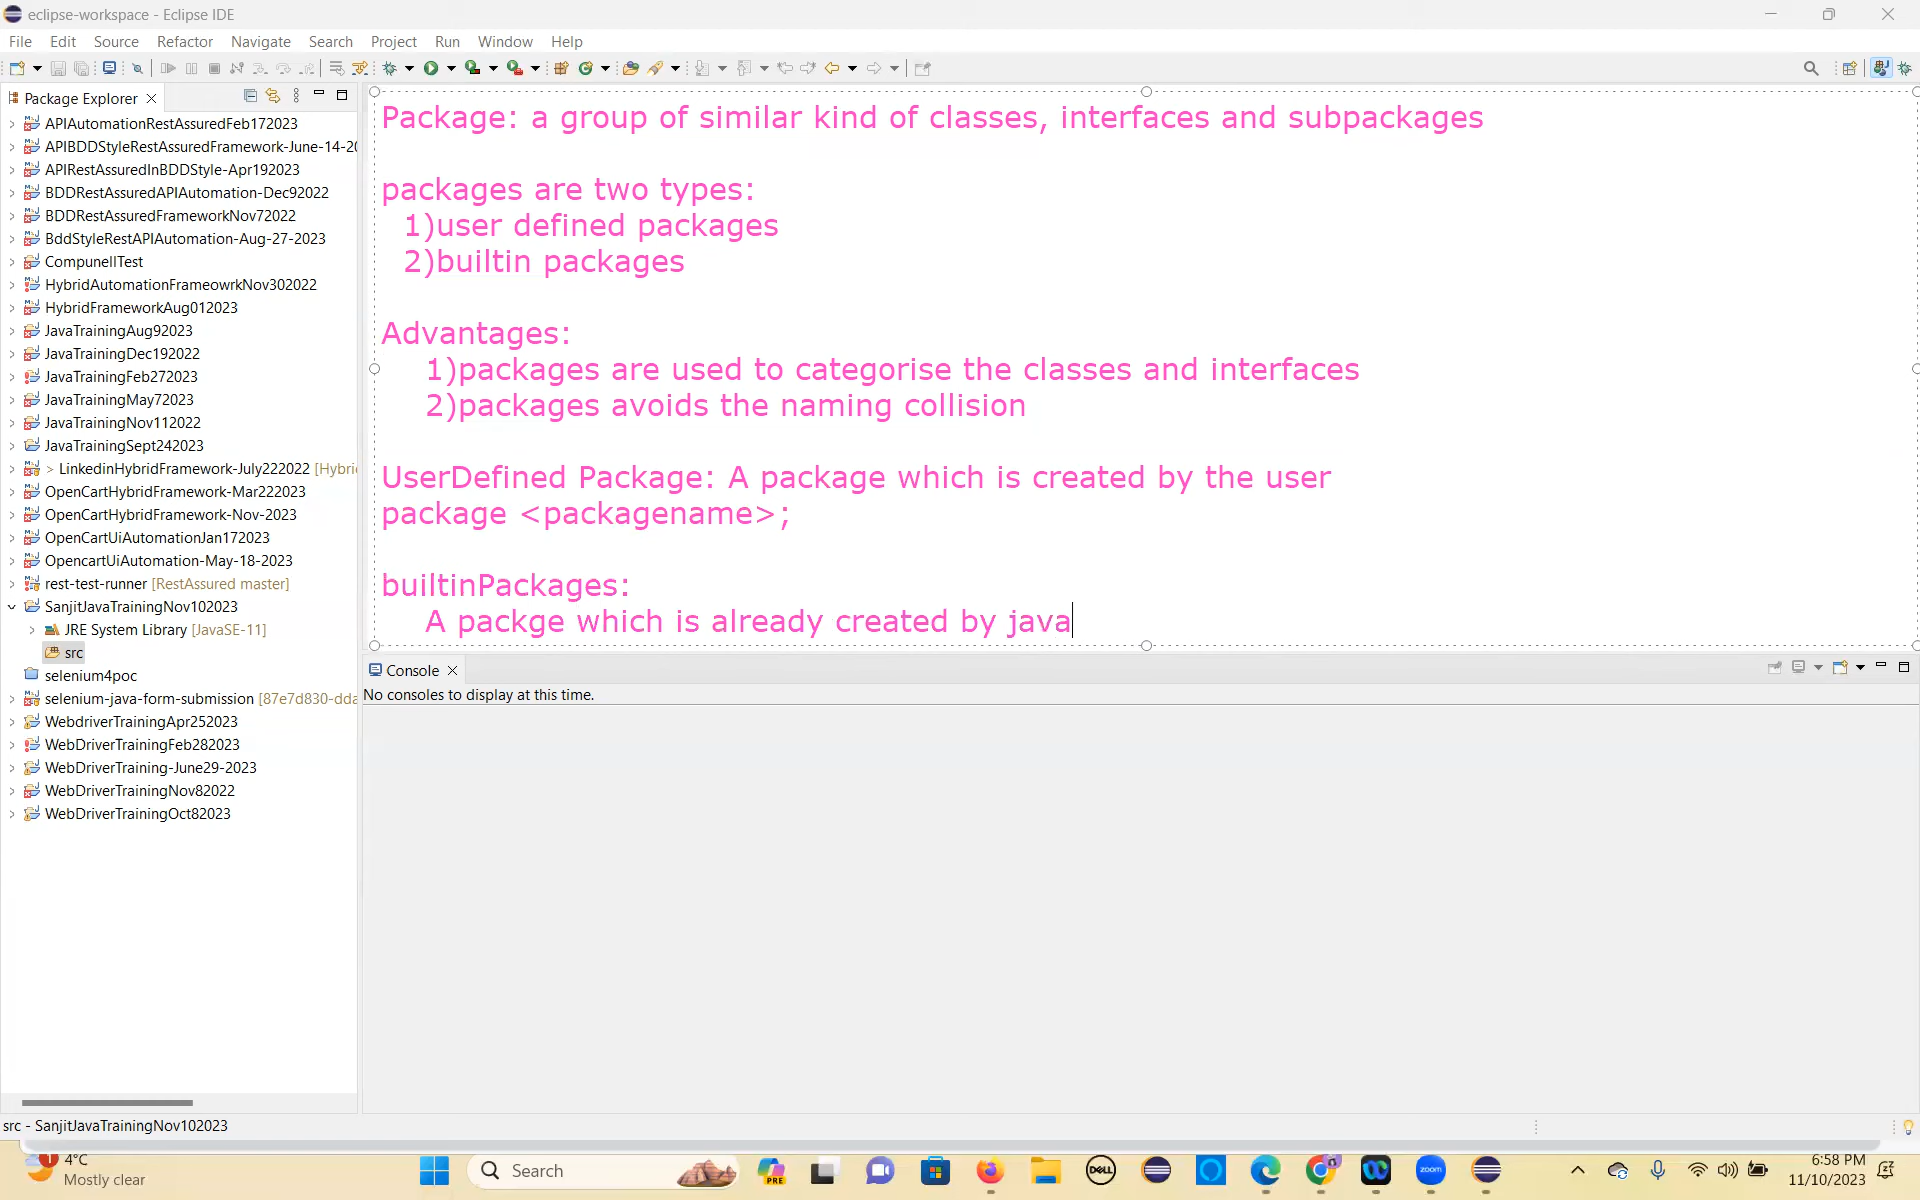 eclipse-workspace - Eclipse IDE
File Edit Source Refactor Navigate Search Project Run Window Help
Package Explorer
APIAutomationRestAssuredFeb172023
APIBDDStyleRestAssuredFramework-June-14-20
APIRestAssuredInBDDStyle-Apr192023
BDDRestAssuredAPIAutomation-Dec92022
BDDRestAssuredFrameworkNov72022
BddStyleRestAPIAutomation-Aug-27-2023
CompunellTest
HybridAutomationFrameowrkNov302022
HybridFrameworkAug012023
JavaTrainingAug92023
JavaTrainingDec192022
JavaTrainingFeb272023
JavaTrainingMay72023
JavaTrainingNov112022
JavaTrainingSept242023
> LinkedinHybridFramework-July222022 [Hybri
OpenCartHybridFramework-Mar222023
OpenCartHybridFramework-Nov-2023
OpenCartUiAutomationJan172023
OpencartUiAutomation-May-18-2023
rest-test-runner [RestAssured master]
SanjitJavaTrainingNov102023
JRE System Library [JavaSE-11]
src
selenium4poc
selenium-java-form-submission [87e7d830-dda
WebdriverTrainingApr252023
WebDriverTrainingFeb282023
WebDriverTraining-June29-2023
WebDriverTrainingNov82022
WebDriverTrainingOct82023
Package: a group of similar kind of classes, interfaces and subpackages
packages are two types:
1)user defined packages
2)builtin packages
Advantages:
1)packages are used to categorise the classes and interfaces
2)packages avoids the naming collision
UserDefined Package: A package which is created by the user
package <packagename>;
builtinPackages:
A packge which is already created by java
Console
No consoles to display at this time.
src - SanjitJavaTrainingNov102023
1
4°C
Mostly clear
Search
PRE
DELL
zoom
6:58 PM
11/10/2023